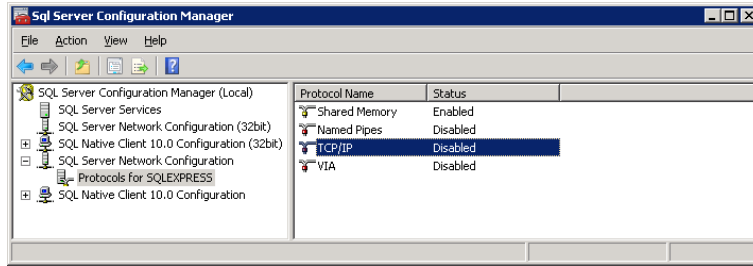 Sql Server Configuration Manager
File Action View Help
SQL Server Configuration Manager (Local)
SQL Server Services
SQL Server Network Configuration (32bit)
SQL Native Client 10.0 Configuration (32bit)
SQL Server Network Configuration
Protocols for SQLEXPRESS
SQL Native Client 10.0 Configuration
Protocol Name Status
Shared Memory Enabled
Named Pipes Disabled
TCP/IP Disabled
VIA Disabled